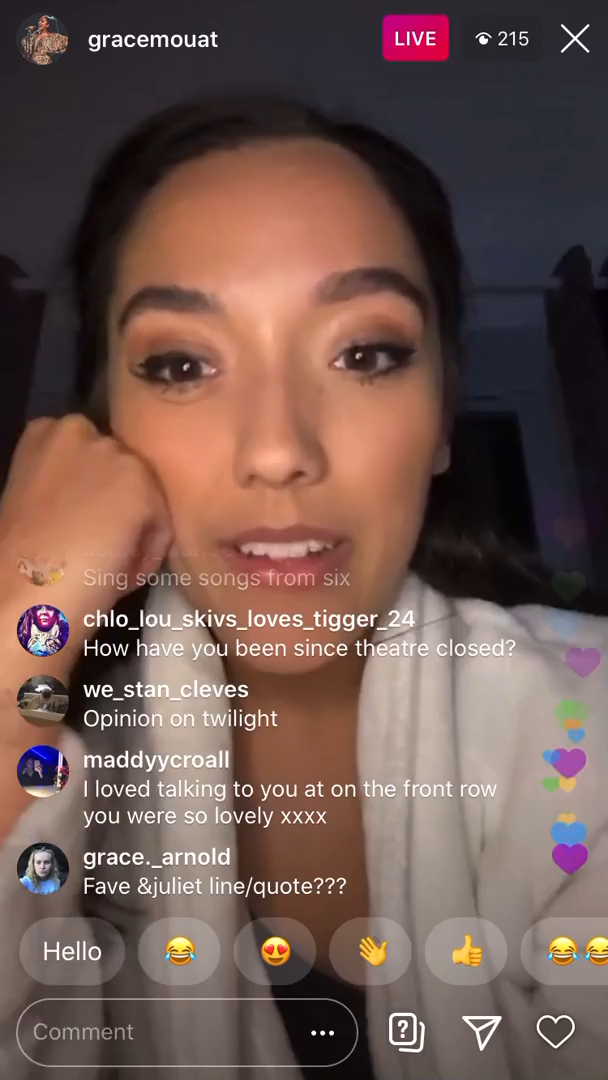 gracemouat
LIVE
215
Sing some songs from six
chlo_lou_skivs_loves_tigger_24
How have you been since theatre closed?
we_stan_cleves
Opinion on twilight
maddyycroall
I loved talking to you at on the front row
you were so lovely xxxx
grace._arnold
Fave &juliet line/quote???
Hello 😂 😍 👋 👍 😂😂
Comment